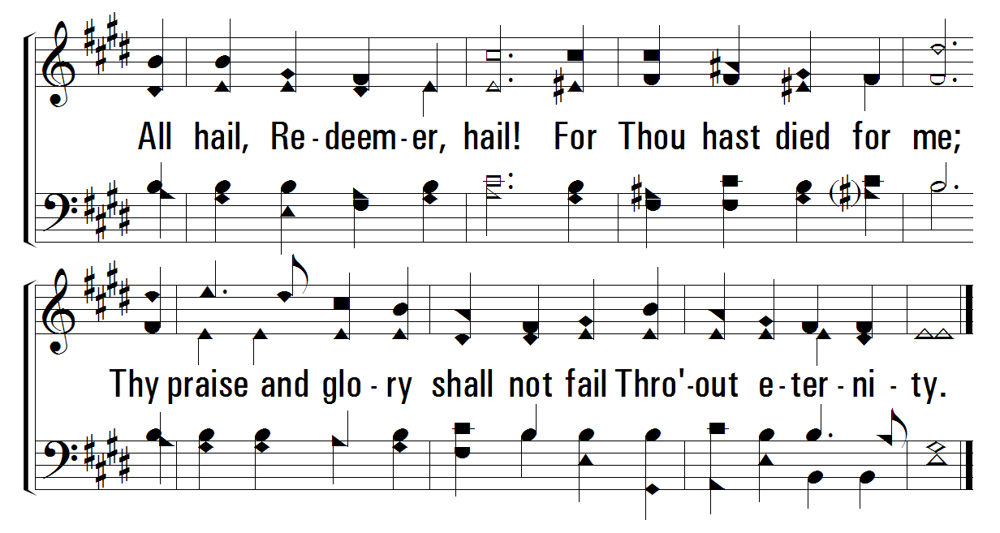 All hail, Re - deem - er, hail! For Thou hast died for me;
Thy praise and glo - ry shall not fail Thro'-out e - ter - ni - ty.